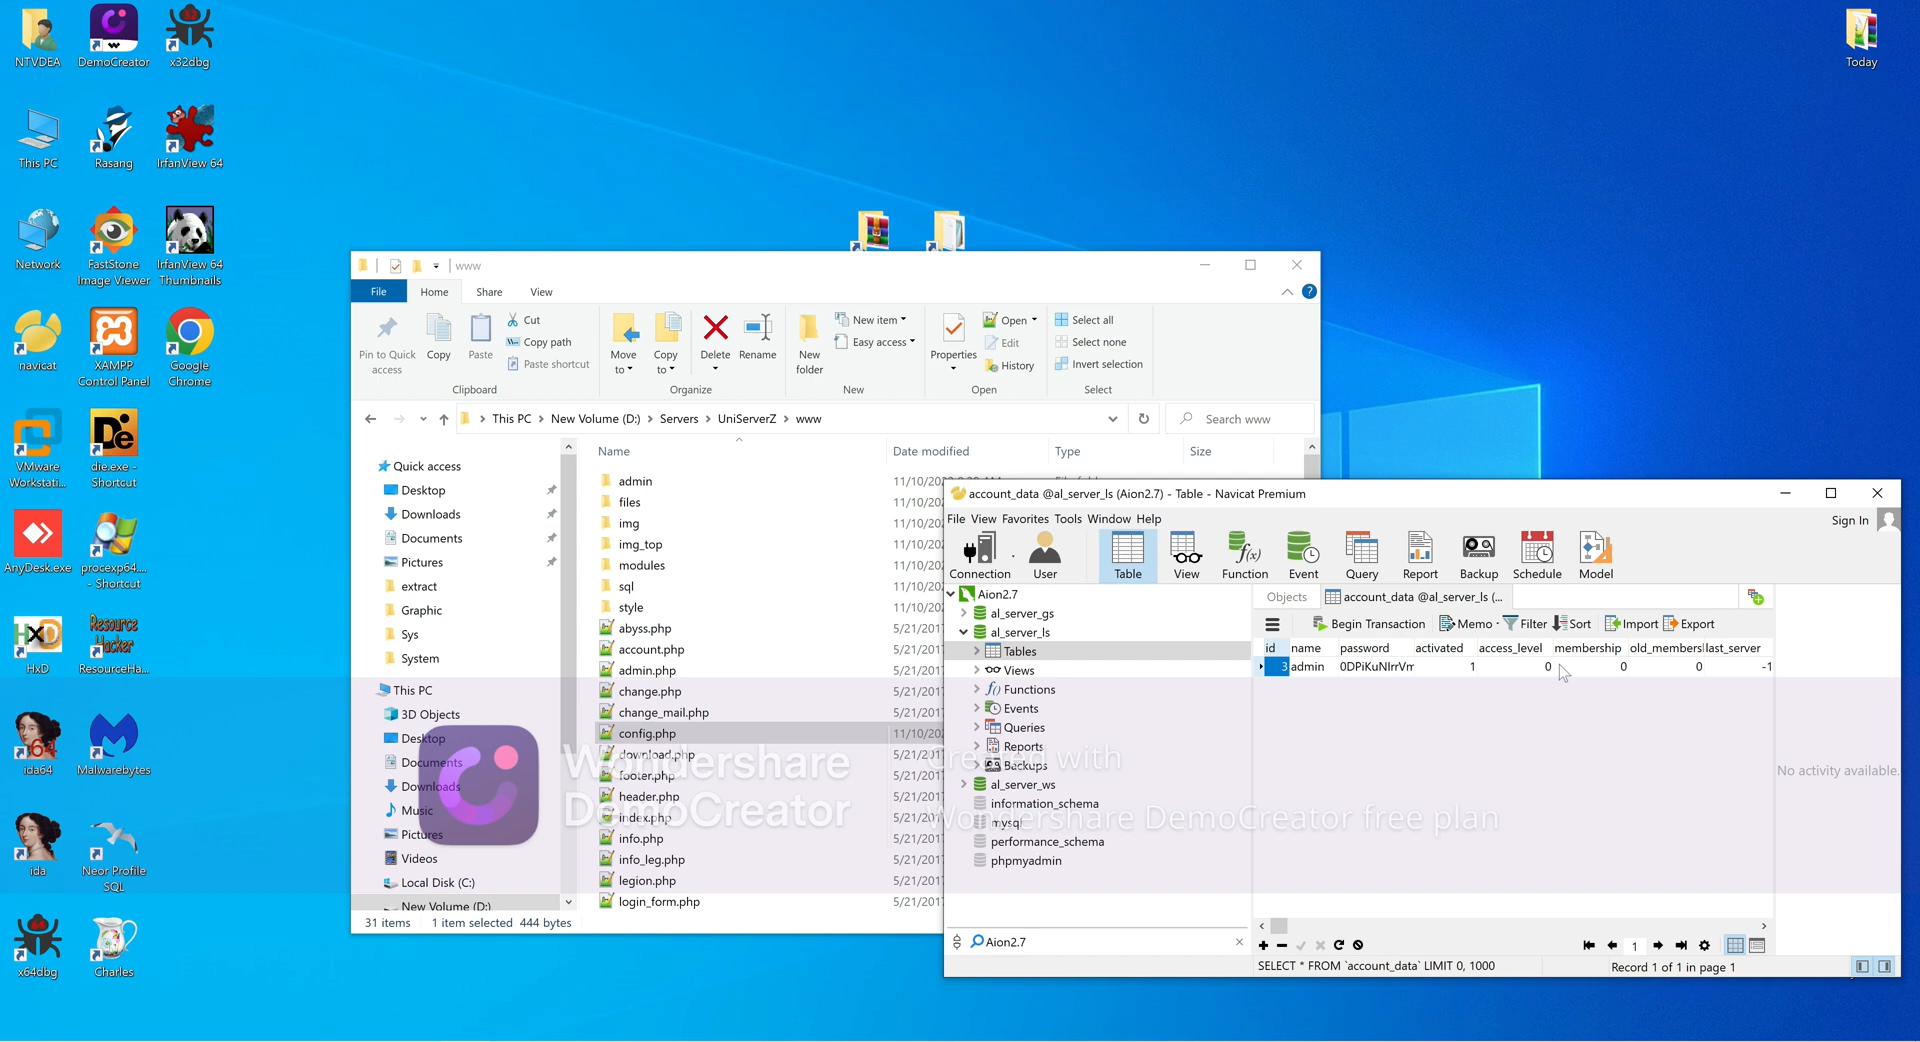 NTVDEA
DemoCreator
x32dbg
Today
This PC
Rasang
IrfanView 64
Network
FastStone
Image Viewer
IrfanView 64
Thumbnails
navicat
XAMPP
Control Panel
Google
Chrome
VMware
Workstati...
die.exe -
Shortcut
AnyDesk.exe
procexp64....
- Shortcut
HxD
HxD
Resource
Hacker
ResourceHa...
ida64
Malwarebytes
ida
Neor Profile
SQL
x64dbg
Charles
www
File
Home
Share
View
Pin to Quick
access
Copy
Paste
Cut
Copy path
Paste shortcut
Clipboard
Move
to
Copy
to
Delete
Rename
Organize
New
folder
New item
Easy access
New
Properties
Open
Edit
History
Open
Select all
Select none
Invert selection
Select
This PC > New Volume (D:) > Servers > UniServerZ > www
Search www
Quick access
Desktop
Downloads
Documents
Pictures
extract
Graphic
Sys
System
This PC
3D Objects
Desktop
Documents
Downloads
Music
Pictures
Videos
Local Disk (C:)
New Volume (D:)
Name
Date modified
Type
Size
admin
files
img
img_top
modules
sql
style
abyss.php
account.php
admin.php
change.php
change_mail.php
config.php
download.php
footer.php
header.php
index.php
info.php
info_leg.php
legion.php
login_form.php
31 items
1 item selected 444 bytes
account_data @al_server_ls (Aion2.7) - Table - Navicat Premium
File View Favorites Tools Window Help
Sign In
Connection
User
Table
View
Function
Event
Query
Report
Backup
Schedule
Model
Aion2.7
al_server_gs
al_server_ls
Tables
Views
Functions
Events
Queries
Reports
Backups
al_server_ws
information_schema
mysql
performance_schema
phpmyadmin
Aion2.7
Objects
account_data @al_server_ls (...
Begin Transaction
Memo
Filter
Sort
Import
Export
id name password activated access_level membership old_members last_server
3 admin 0DPiKuNIrrVm 1 0 0 0 -1
No activity available.
1
SELECT * FROM `account_data` LIMIT 0, 1000
Record 1 of 1 in page 1
Wondershare
DemoCreator
Created with
Wondershare DemoCreator free plan